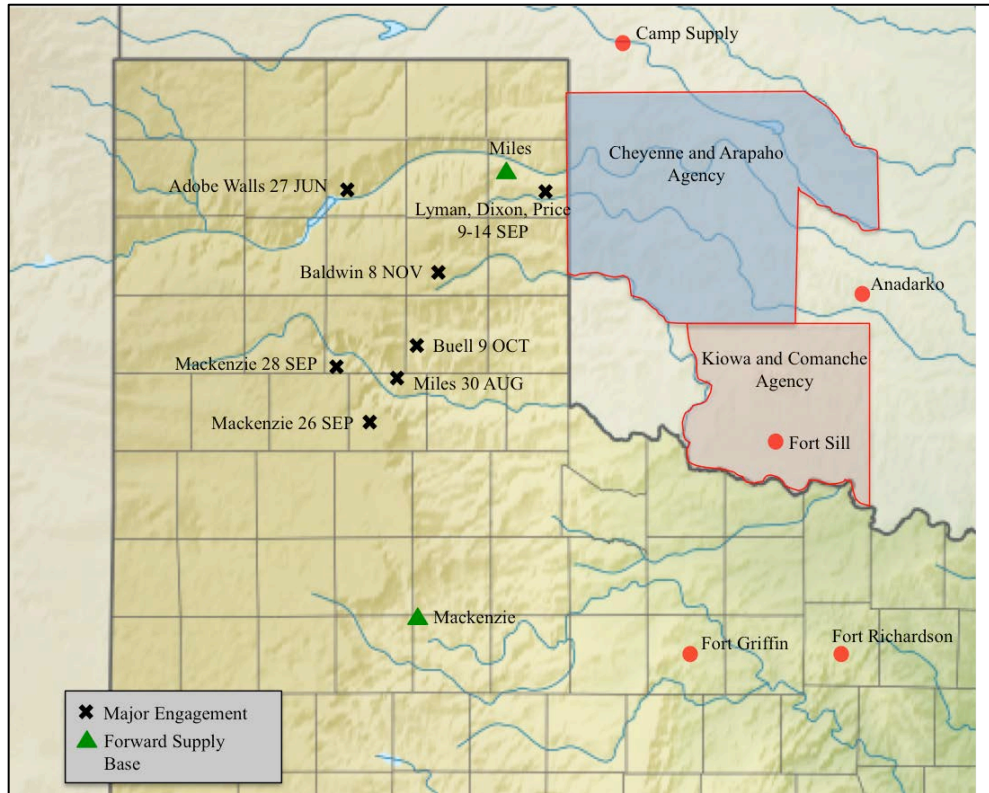 Camp Supply
Miles
Cheyenne and Arapaho
Agency
Adobe Walls 27 JUN
Lyman, Dixon, Price
9-14 SEP
Baldwin 8 NOV
Anadarko
Buell 9 OCT
Mackenzie 28 SEP
Kiowa and Comanche
Agency
Miles 30 AUG
Mackenzie 26 SEP
Fort Sill
Mackenzie
Fort Griffin
Fort Richardson
Major Engagement
Forward Supply
Base